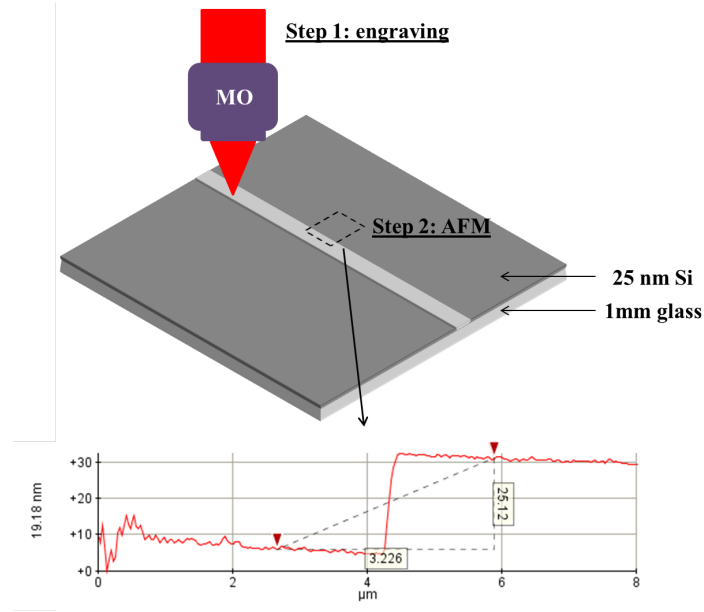 Step 1: engraving
MO
Step 2: AFM
25 nm Si
1mm glass
19.18 nm
+30
+20
+10
+0
25.12
3.226
0
2
4
6
8
µm